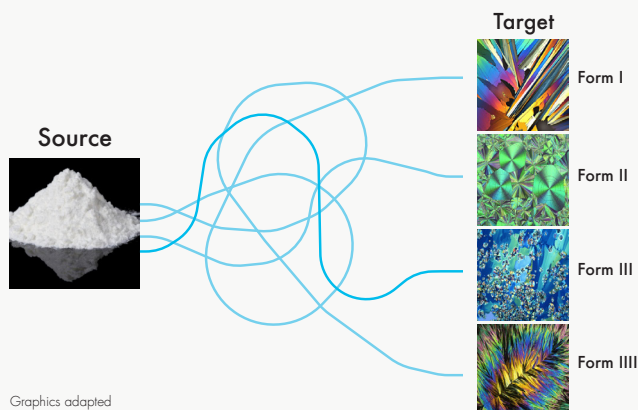 Target
Form I
Source
Form II
Form III
Form IIII
Graphics adapted